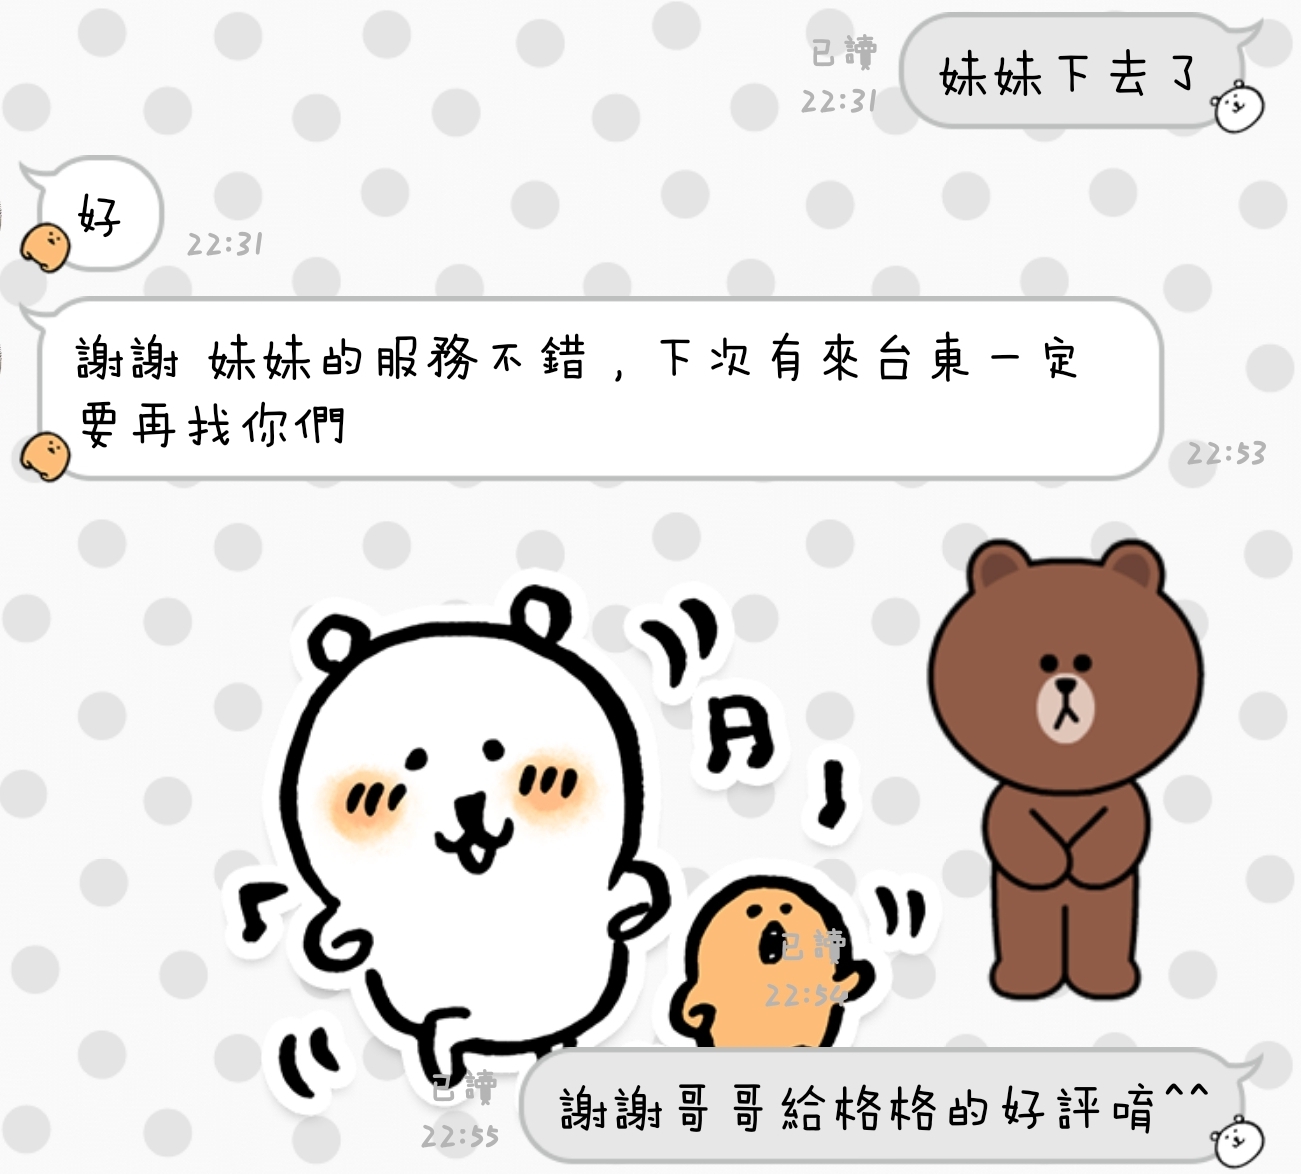 妹妹下去了
已讀
22:31
好
22:31
謝謝 妹妹的服務不錯，下次有來台東一定
要再找你們
22:53
已讀
22:54
謝謝哥哥給格格的好評唷^^
已讀
22:55